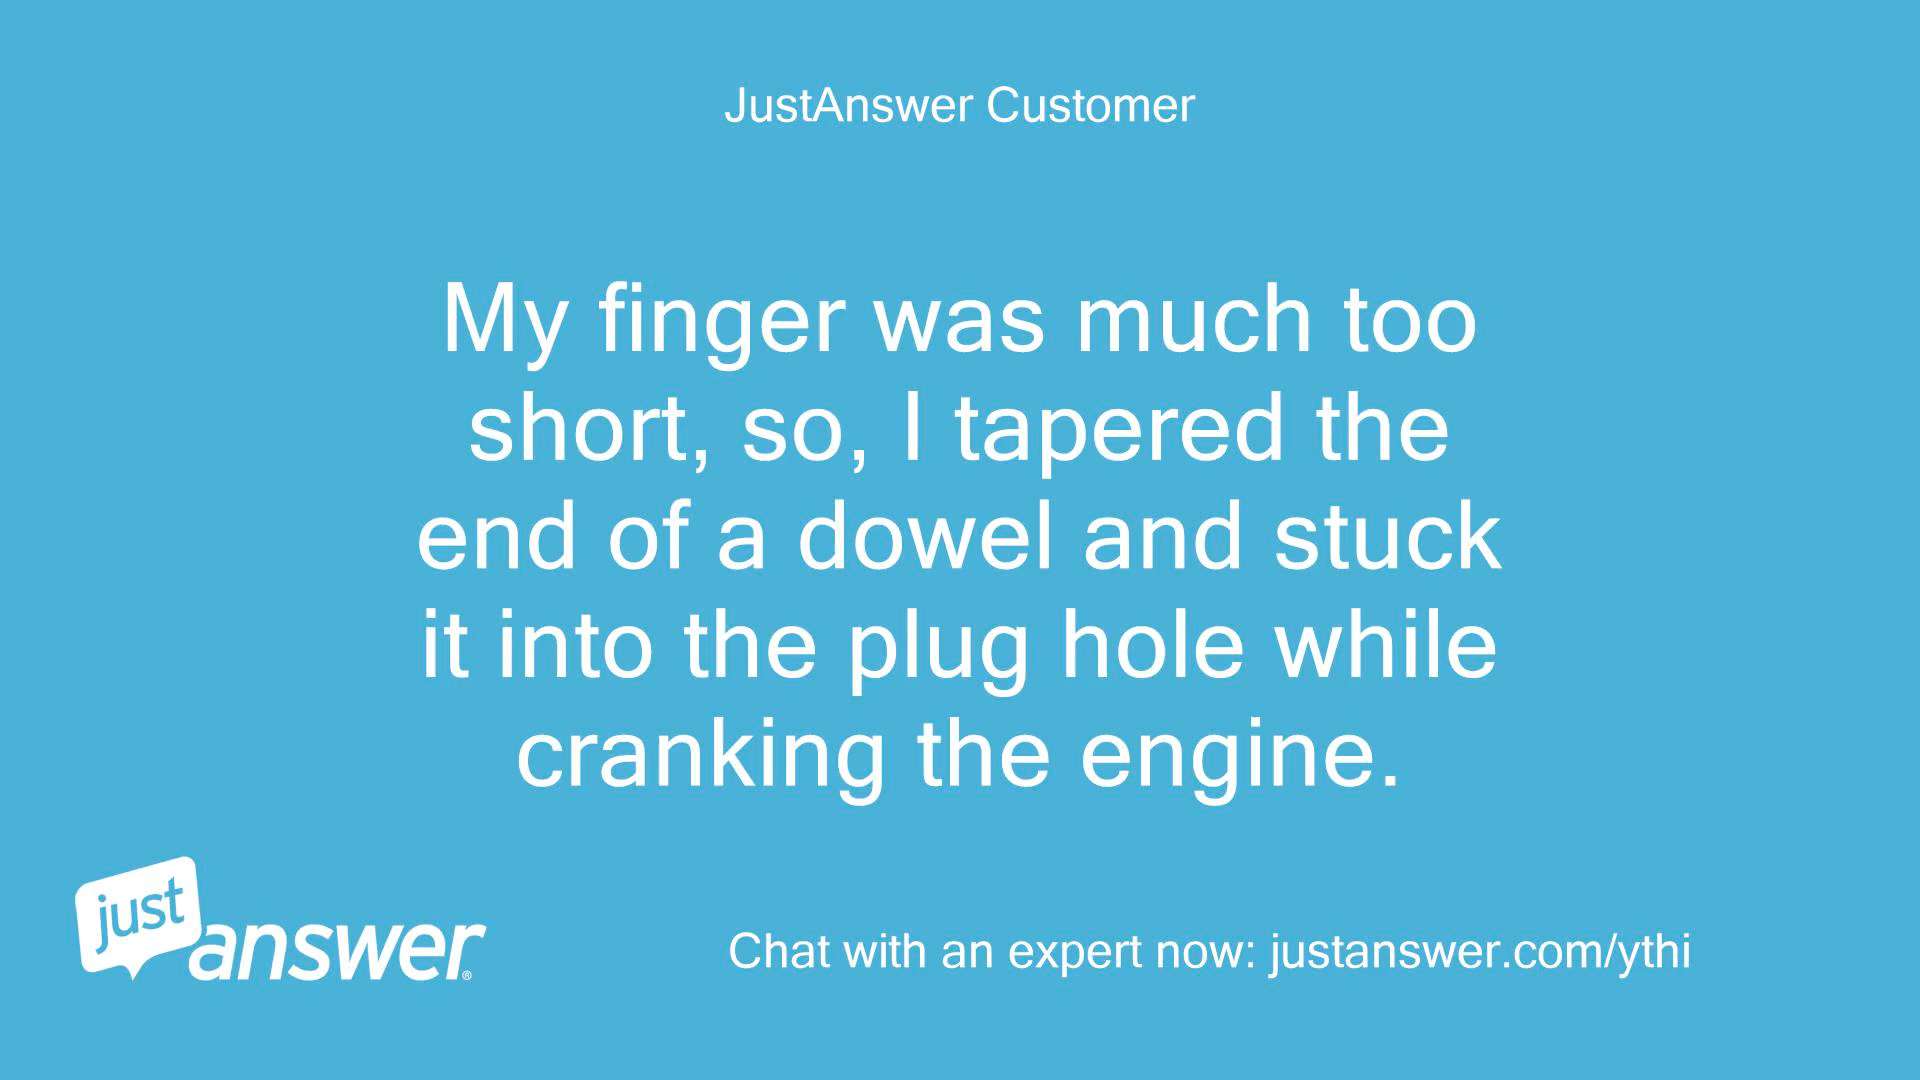 JustAnswer Customer
My finger was much too
short, so, I tapered the
end of a dowel and stuck
it into the plug hole while
cranking the engine.
just
answer®
Chat with an expert now: justanswer.com/ythi